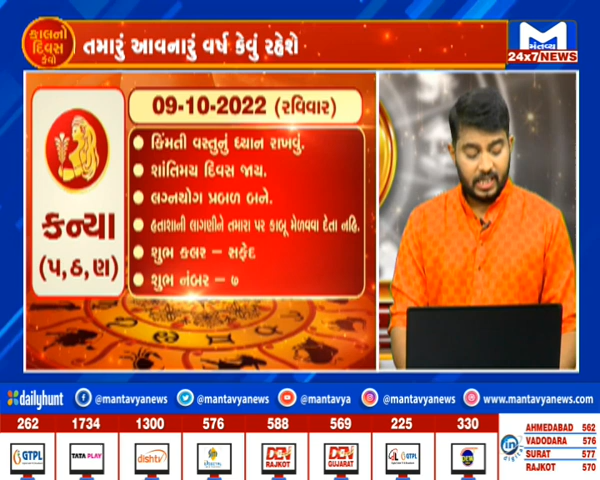 કાલનો
દિવસ
કેવો
તમારું આવનારું વર્ષ કેવું રહેશે
મંતવ્ય
24x7NEWS
09-10-2022 (રવિવાર)
કન્યા
(પ,ઠ,ણ)
કિંમતી વસ્તુનું ધ્યાન રાખવું.
શાંતિમય દિવસ જાય.
લગ્નયોગ પ્રબળ બને.
હતાશાની લાગણીને તમારા પર કાબૂ મેળવવા દેતા નહિ.
શુભ કલર – સફેદ
શુભ નંબર – ૭
dailyhunt @mantavyanews @mantavyanews @mantavya @mantavyanews @mantavyanews www.mantavyanews.com
262 1734 1300 576 588 569 225 330
GTPL TATA PLAY dishtv DEN RAJKOT DEN GUJARAT
in digital
AHMEDABAD 562
VADODARA 576
SURAT 577
RAJKOT 570